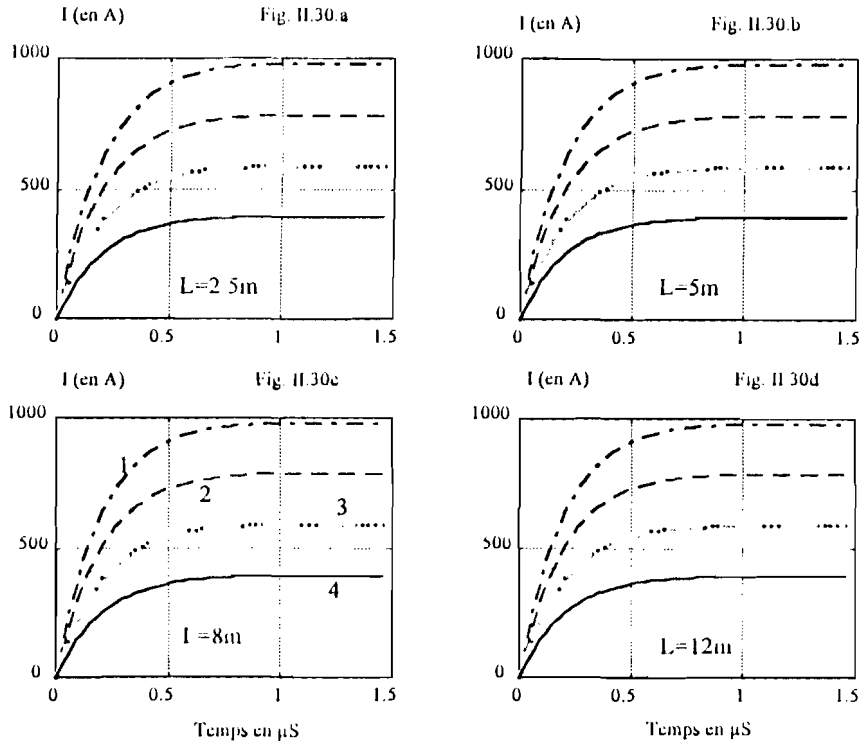 I (en A) Fig. II.30.a
1000
500
0
L=2 5m
0 0.5 1 1.5
I (en A) Fig. II.30.b
1000
500
0
L=5m
0 0.5 1 1.5
I (en A) Fig. II.30c
1000
1
2
3
500
4
I =8m
0
0 0.5 1 1.5
Temps en µS
I (en A) Fig. II 30d
1000
500
L=12m
0
0 0.5 1 1.5
Temps en µS